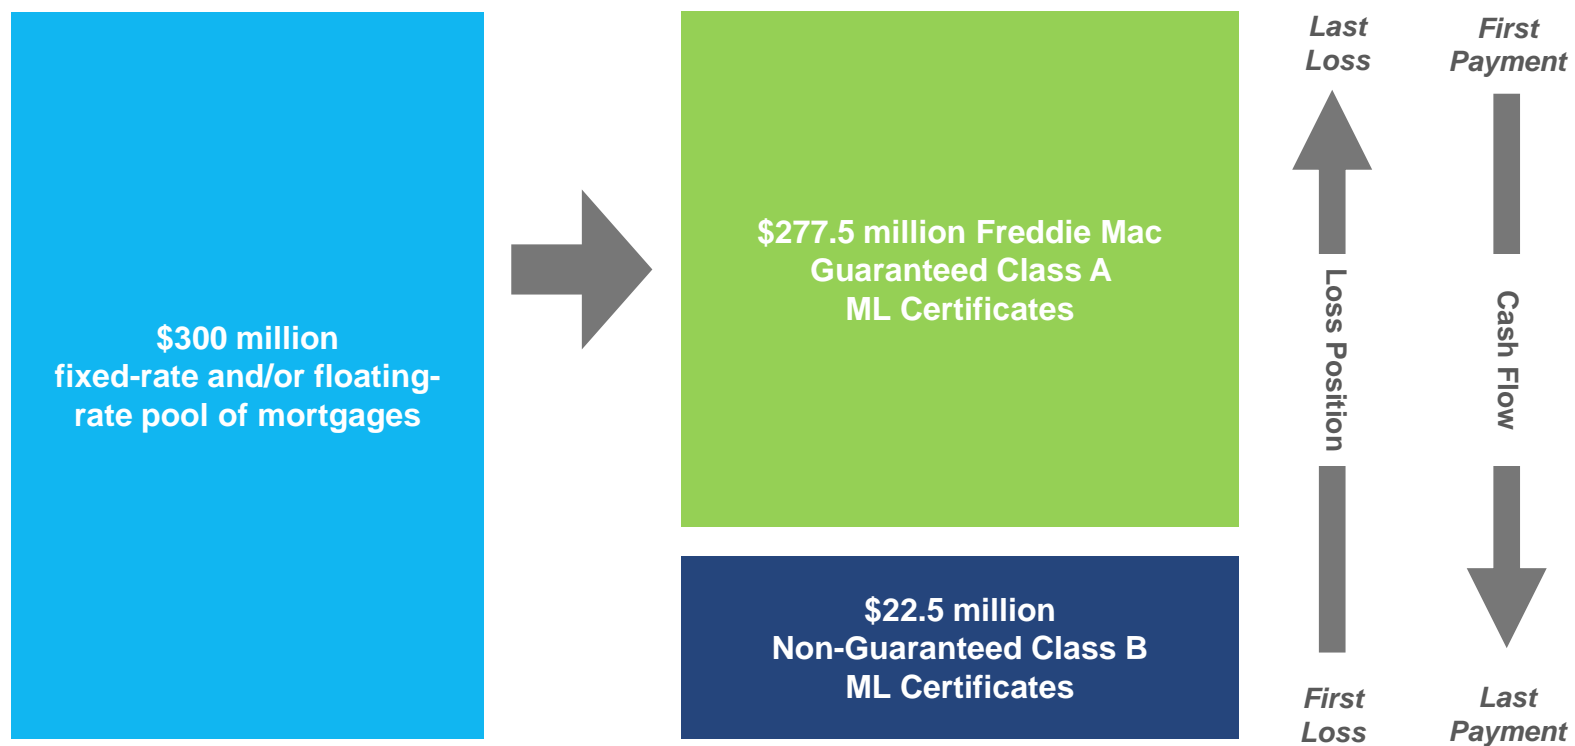 $300 million
fixed-rate and/or floating-
rate pool of mortgages
$277.5 million Freddie Mac
Guaranteed Class A
ML Certificates
$22.5 million
Non-Guaranteed Class B
ML Certificates
Last
Loss
Loss Position
First
Loss
First
Payment
Cash Flow
Last
Payment